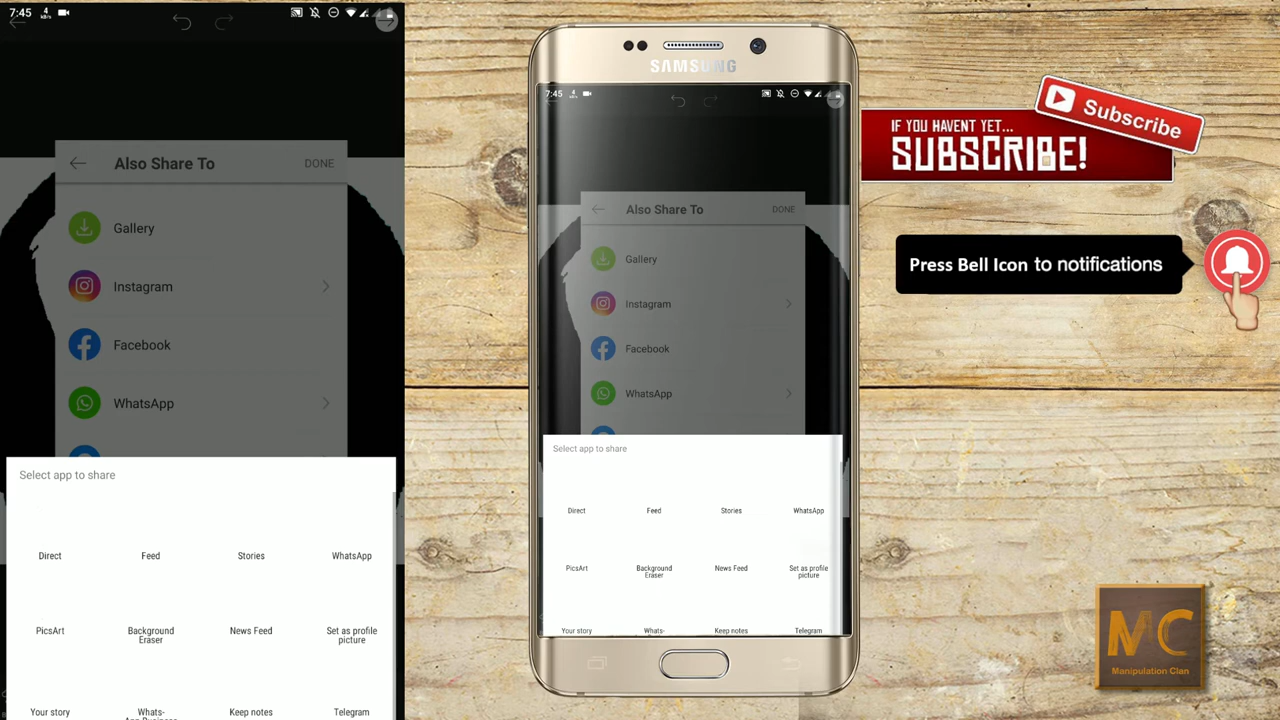 7:45
4
kB/s
Also Share To
DONE
Gallery
Instagram
Facebook
WhatsApp
Select app to share
Direct
Feed
Stories
WhatsApp
PicsArt
Background
Eraser
News Feed
Set as profile
picture
Your story
Whats-
App Business
Keep notes
Telegram
SAMSUNG
7:45
Also Share To
DONE
Gallery
Instagram
Facebook
WhatsApp
Select app to share
Direct
Feed
Stories
WhatsApp
PicsArt
Background
Eraser
News Feed
Set as profile
picture
Your story
Whats-
Keep notes
Telegram
IF YOU HAVENT YET...
SUBSCRIBE!
Subscribe
Press Bell Icon to notifications
MC
Manipulation Clan